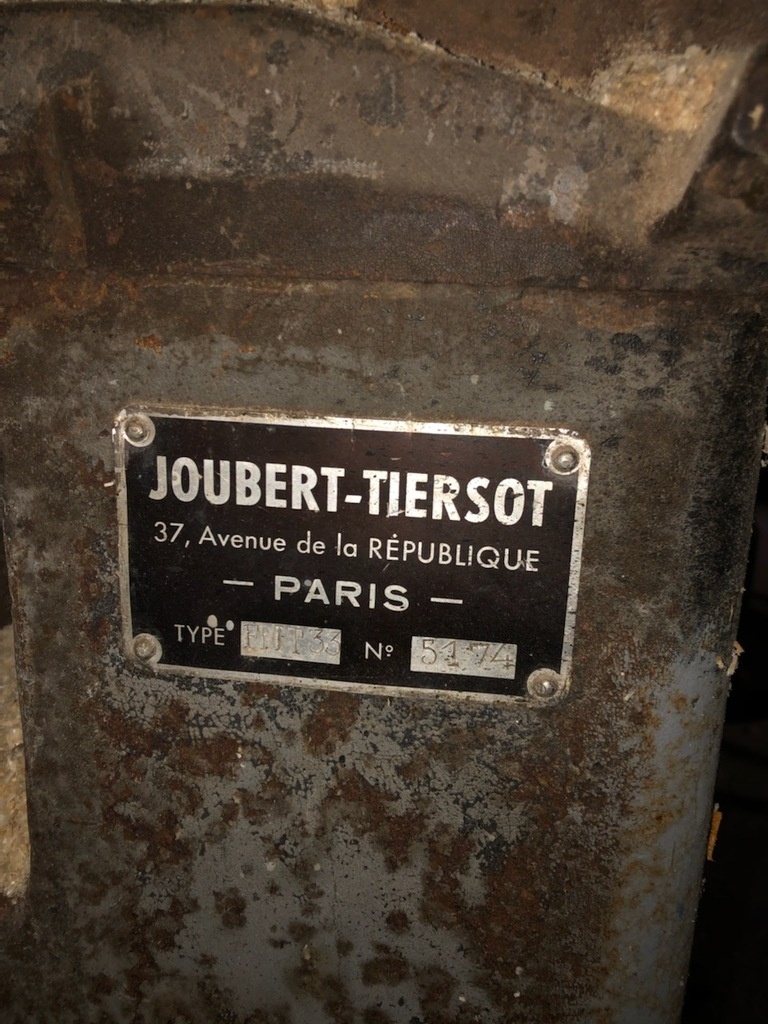 JOUBERT-TIERSOT
37, Avenue de la RÉPUBLIQUE
— PARIS —
TYPE Nº 5174